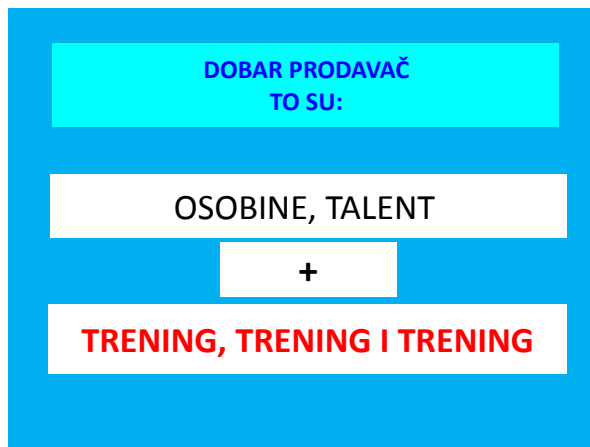 DOBAR PRODAVAČ
TO SU:
OSOBINE, TALENT
+
TRENING, TRENING I TRENING